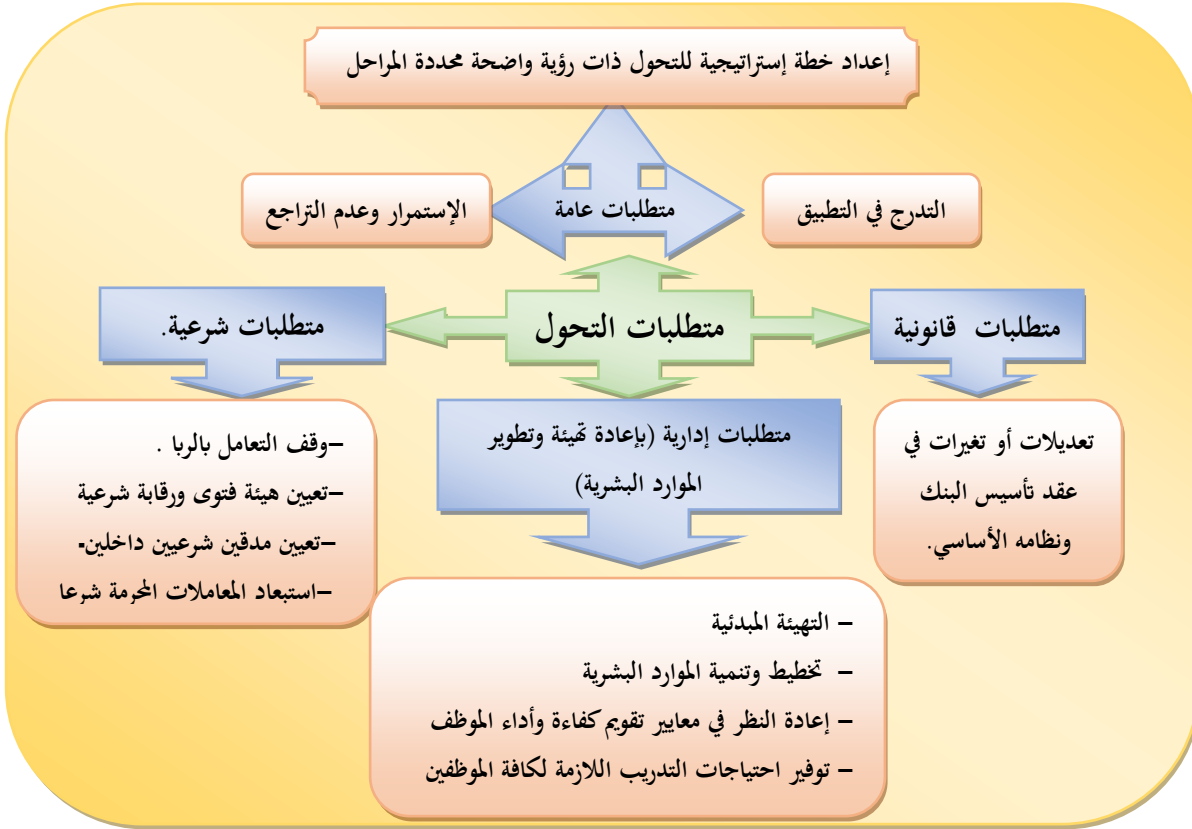 إعداد خطة إستراتيجية للتحول ذات رؤية واضحة محددة المراحل
التدرج في التطبيق
متطلبات عامة
الإستمرار وعدم التراجع
متطلبات قانونية
متطلبات التحول
متطلبات شرعية.
تعديلات أو تغيرات في
عقد تأسيس البنك
ونظامه الأساسي.
متطلبات إدارية (بإعادة تهيئة وتطوير
الموارد البشرية)
–وقف التعامل بالربا .
–تعيين هيئة فتوى ورقابة شرعية
–تعيين مدقين شرعيين داخلين-
–استبعاد المعاملات المحرمة شرعا
– التهيئة المبدئية
– تخطيط وتنمية الموارد البشرية
– إعادة النظر في معايير تقويم كفاءة وأداء الموظف
– توفير احتياجات التدريب اللازمة لكافة الموظفين